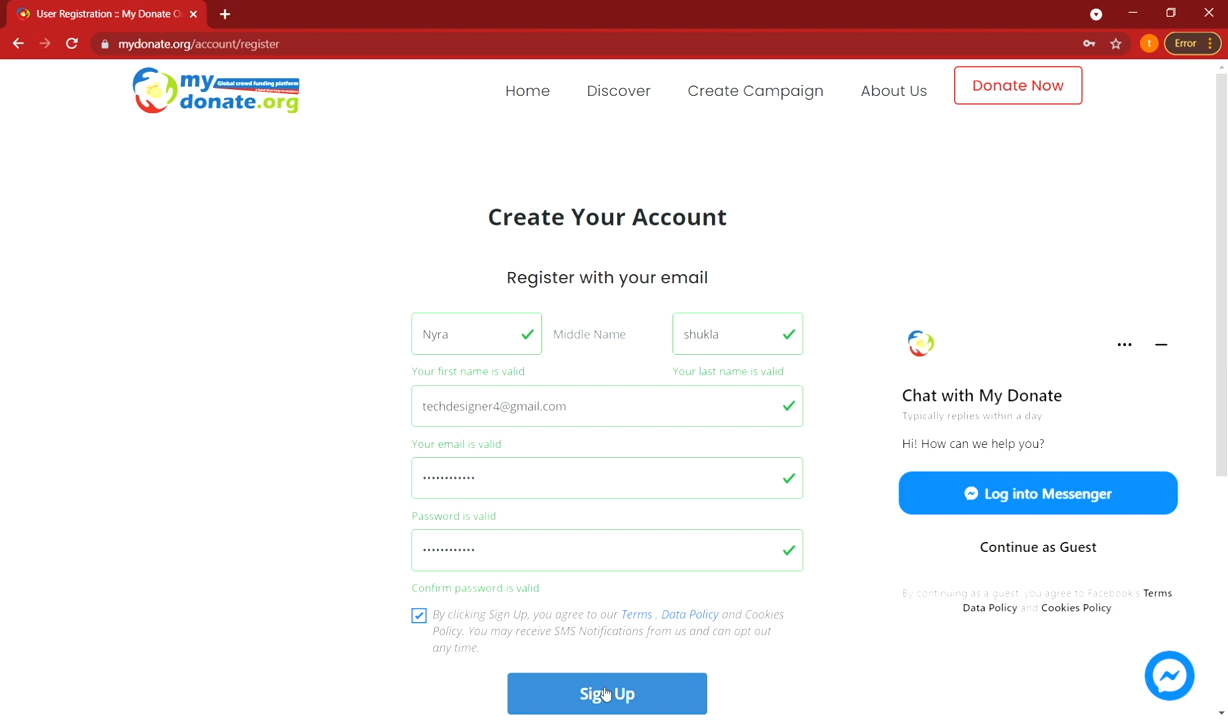 User Registration :: My Donate O
mydonate.org/account/register
t
Error
my Global crowd funding platform
donate.org
Home Discover Create Campaign About Us Donate Now
Create Your Account
Register with your email
Nyra Middle Name shukla
Your first name is valid Your last name is valid
techdesigner4@gmail.com
Your email is valid
••••••••••••
Password is valid
••••••••••••
Confirm password is valid
By clicking Sign Up, you agree to our Terms , Data Policy and Cookies
Policy. You may receive SMS Notifications from us and can opt out
any time.
Sign Up
Chat with My Donate
Typically replies within a day
Hi! How can we help you?
Log into Messenger
Continue as Guest
By continuing as a guest, you agree to Facebook's Terms
Data Policy and Cookies Policy